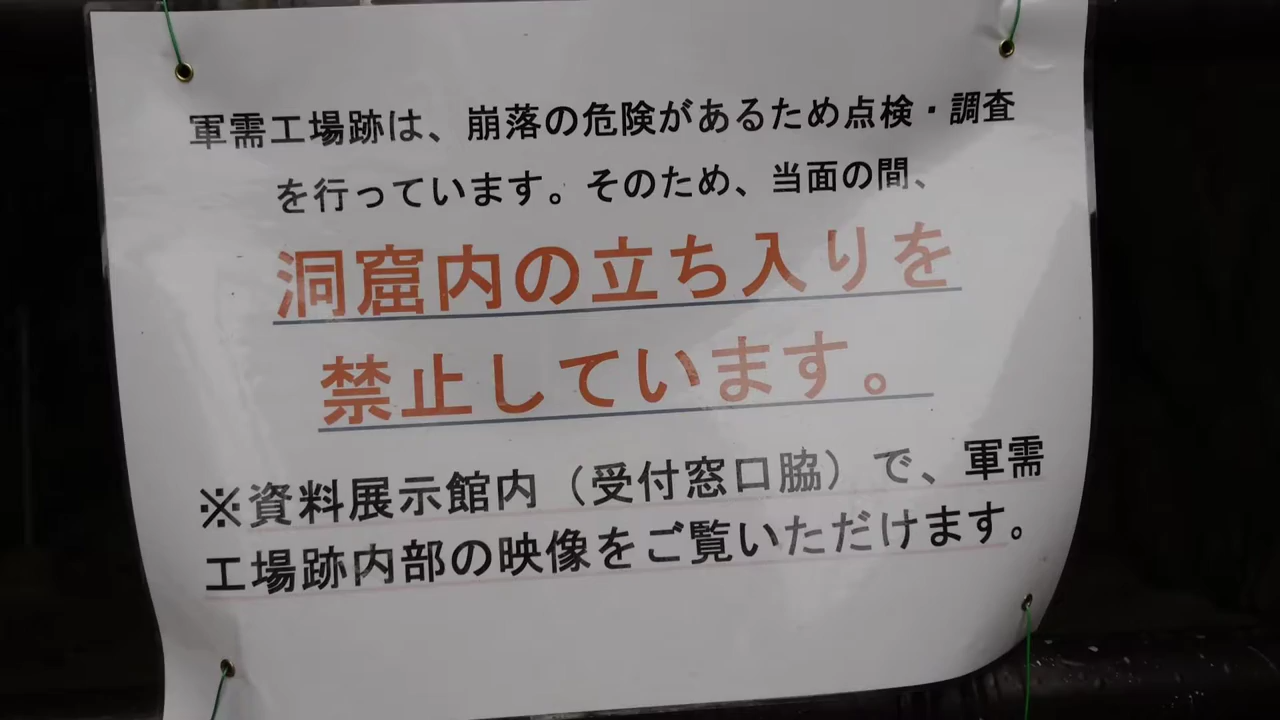 軍需工場跡は、崩落の危険があるため点検・調査
を行っています。そのため、当面の間、
洞窟内の立ち入りを
禁止しています。
※資料展示館内（受付窓口脇）で、軍需
工場跡内部の映像をご覧いただけます。